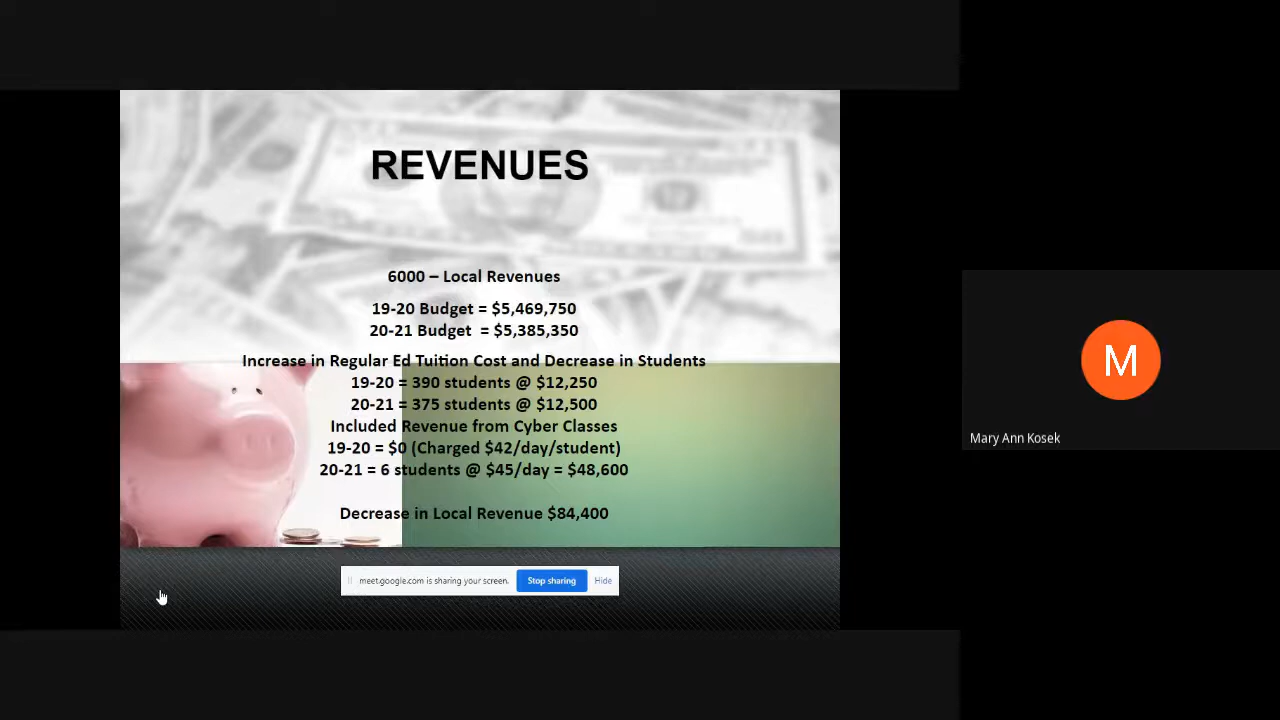 REVENUES
6000 – Local Revenues
19-20 Budget = $5,469,750
20-21 Budget = $5,385,350
Increase in Regular Ed Tuition Cost and Decrease in Students
19-20 = 390 students @ $12,250
20-21 = 375 students @ $12,500
Included Revenue from Cyber Classes
19-20 = $0 (Charged $42/day/student)
20-21 = 6 students @ $45/day = $48,600
Decrease in Local Revenue $84,400
meet.google.com is sharing your screen.
Stop sharing
Hide
M
Mary Ann Kosek